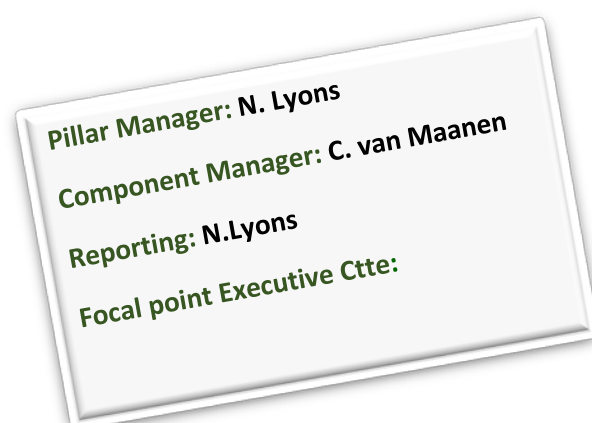 Pillar Manager: N. Lyons
Component Manager: C. van Maanen
Reporting: N.Lyons
Focal point Executive Ctte: